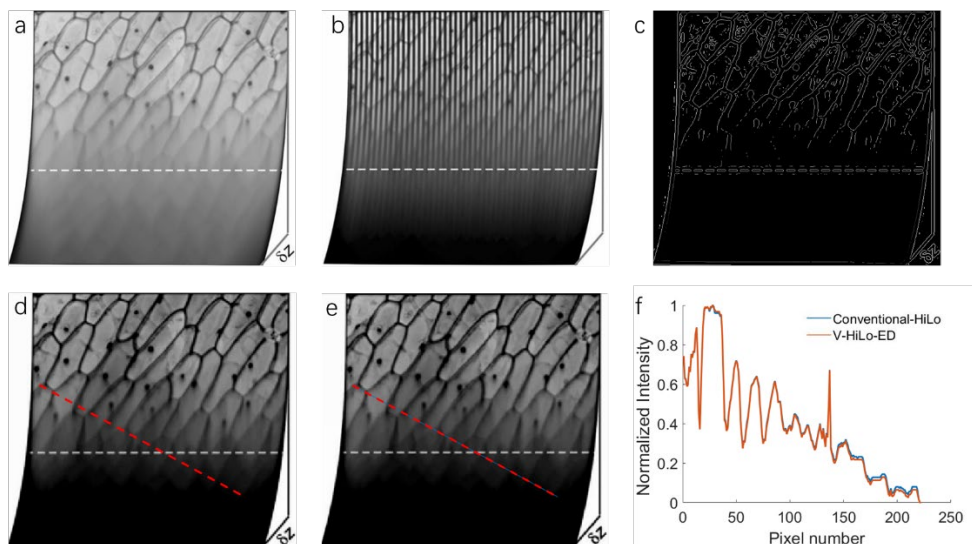 a
b
c
δz
δz
δz
d
e
f
δz
δz
1
0.8
0.6
0.4
0.2
0
0
50
100
150
200
250
Normalized Intensity
Pixel number
Conventional-HiLo
V-HiLo-ED